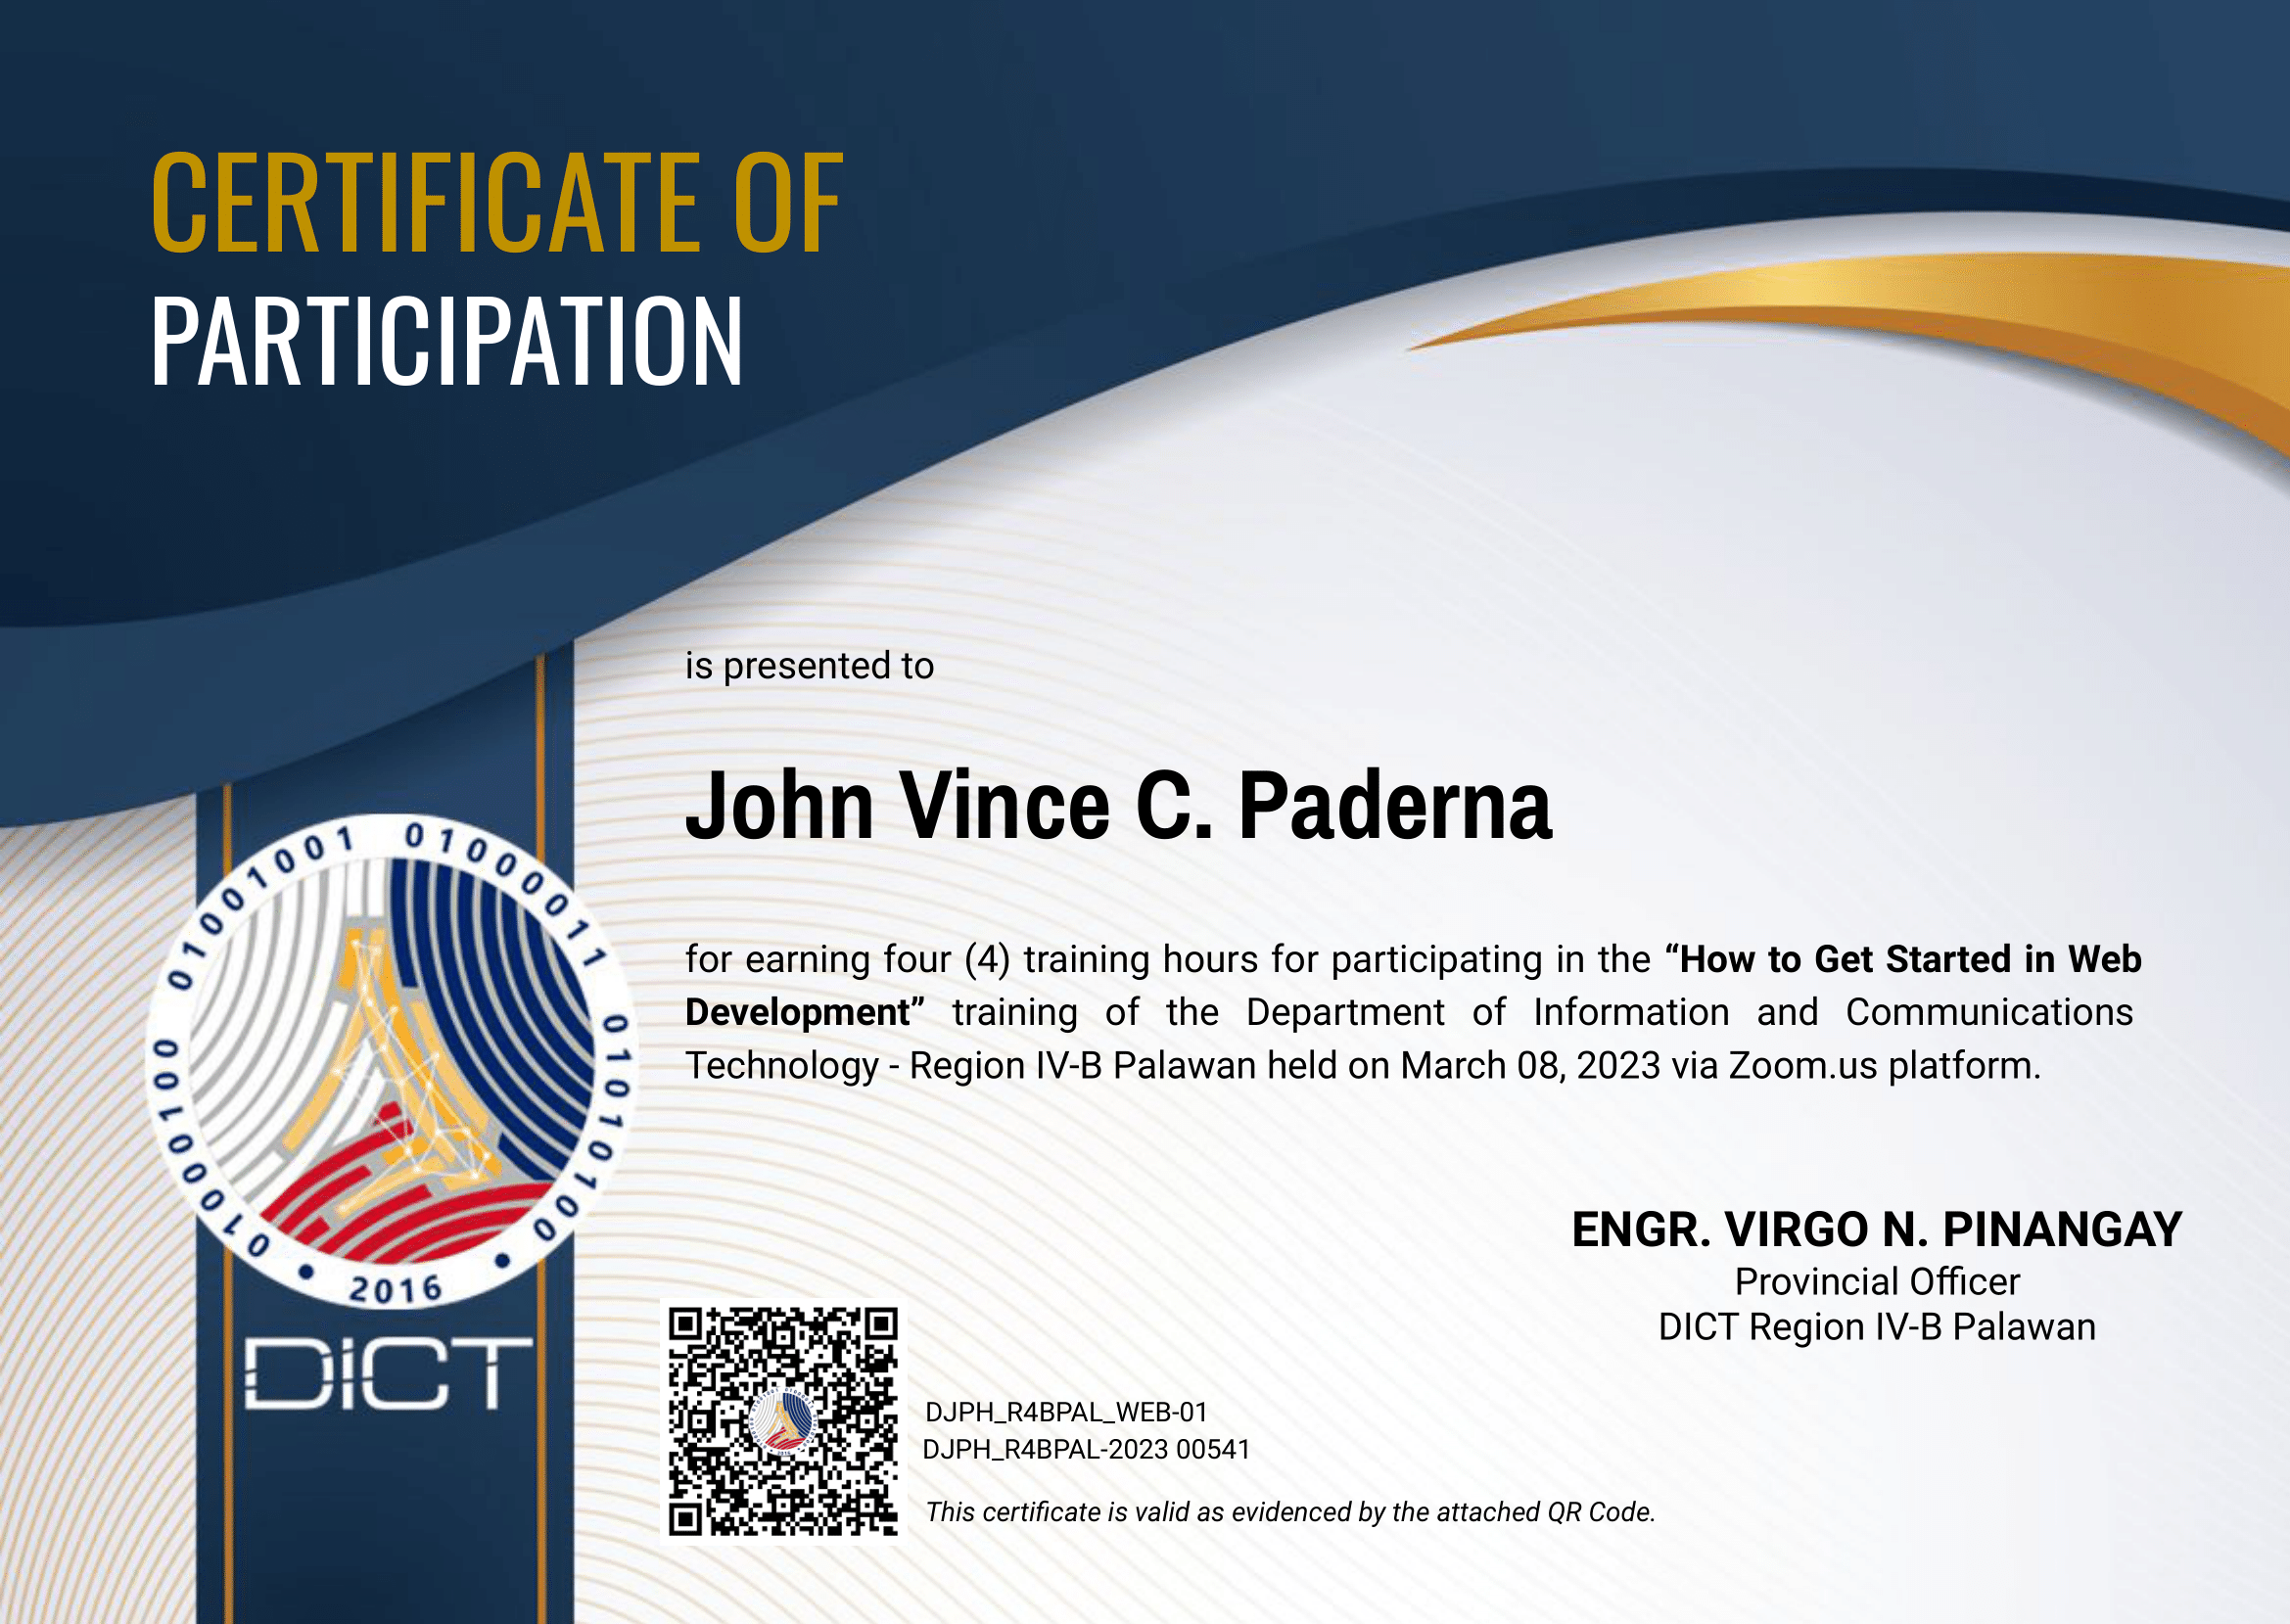 CERTIFICATE OF
PARTICIPATION
is presented to
John Vince C. Paderna
for earning four (4) training hours for participating in the “How to Get Started in Web
Development” training of the Department of Information and Communications
Technology - Region IV-B Palawan held on March 08, 2023 via Zoom.us platform.
01000100 01001001 01000011 01010100
• 2016 •
DICT
ENGR. VIRGO N. PINANGAY
Provincial Officer
DICT Region IV-B Palawan
DJPH_R4BPAL_WEB-01
DJPH_R4BPAL-2023 00541
This certificate is valid as evidenced by the attached QR Code.